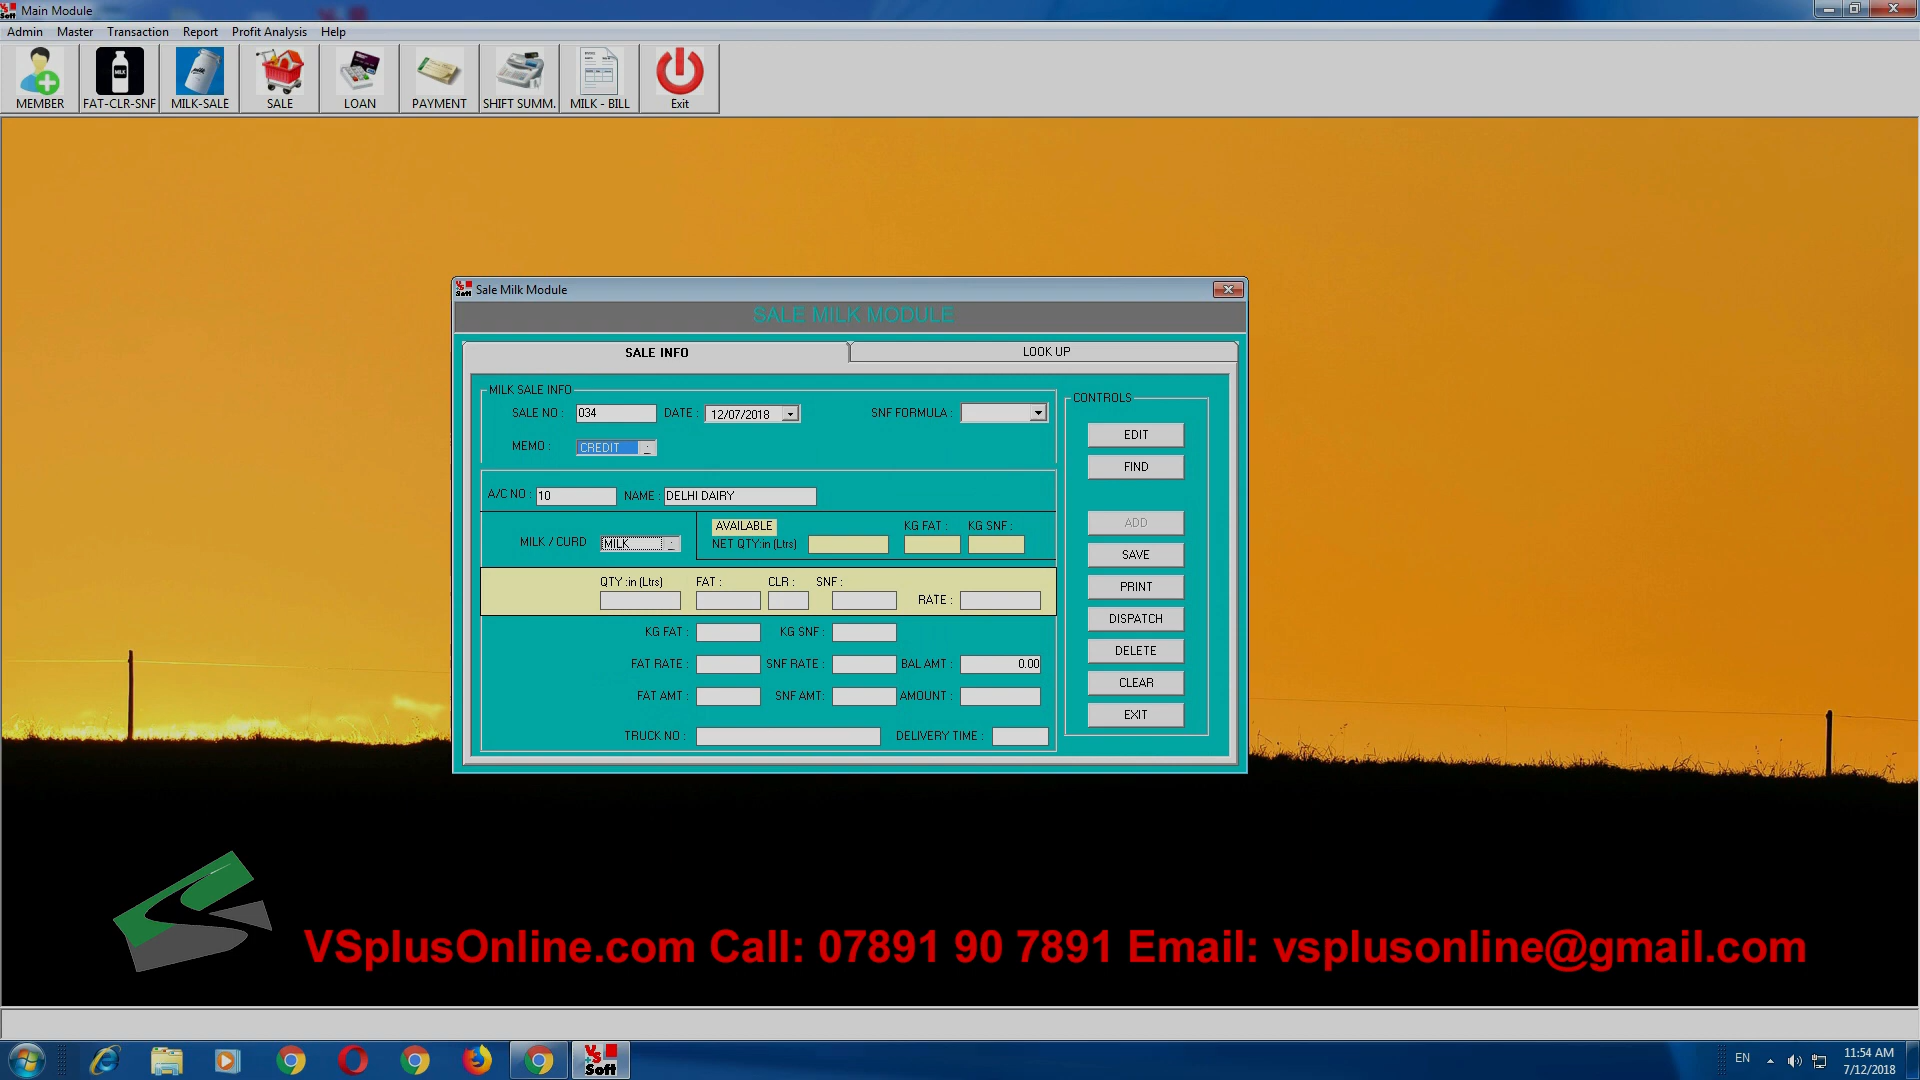 Main Module
Admin Master Transaction Report Profit Analysis Help
MEMBER FAT-CLR-SNF MILK-SALE SALE LOAN PAYMENT SHIFT SUMM. MILK - BILL Exit
Sale Milk Module
SALE MILK MODULE
SALE INFO LOOK UP
MILK SALE INFO
SALE NO : 034 DATE : 12/07/2018 SNF FORMULA :
MEMO : CREDIT
A/C NO : 10 NAME : DELHI DAIRY
MILK / CURD MILK
AVAILABLE KG FAT : KG SNF :
NET QTY:in (Ltrs)
QTY :in (Ltrs) FAT : CLR : SNF :
RATE :
KG FAT : KG SNF :
FAT RATE : SNF RATE : BAL AMT : 0.00
FAT AMT : SNF AMT: AMOUNT :
TRUCK NO : DELIVERY TIME :
CONTROLS
EDIT
FIND
ADD
SAVE
PRINT
DISPATCH
DELETE
CLEAR
EXIT
VSplusOnline.com Call: 07891 90 7891 Email: vsplusonline@gmail.com
VS
Soft
EN
11:54 AM
7/12/2018